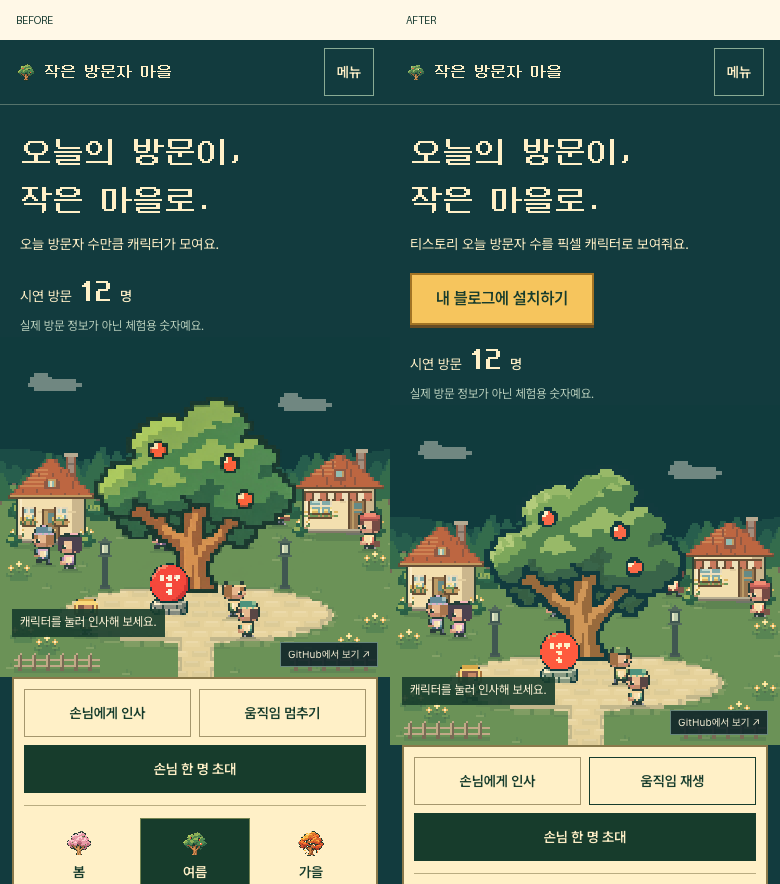 BEFORE
작은 방문자 마을
메뉴
오늘의 방문이,
작은 마을로.
오늘 방문자 수만큼 캐릭터가 모여요.
시연 방문 12 명
실제 방문 정보가 아닌 체험용 숫자예요.
캐릭터를 눌러 인사해 보세요.
GitHub에서 보기 ↗
손님에게 인사
움직임 멈추기
손님 한 명 초대
봄
여름
가을
AFTER
작은 방문자 마을
메뉴
오늘의 방문이,
작은 마을로.
티스토리 오늘 방문자 수를 픽셀 캐릭터로 보여줘요.
내 블로그에 설치하기
시연 방문 12 명
실제 방문 정보가 아닌 체험용 숫자예요.
캐릭터를 눌러 인사해 보세요.
GitHub에서 보기 ↗
손님에게 인사
움직임 재생
손님 한 명 초대